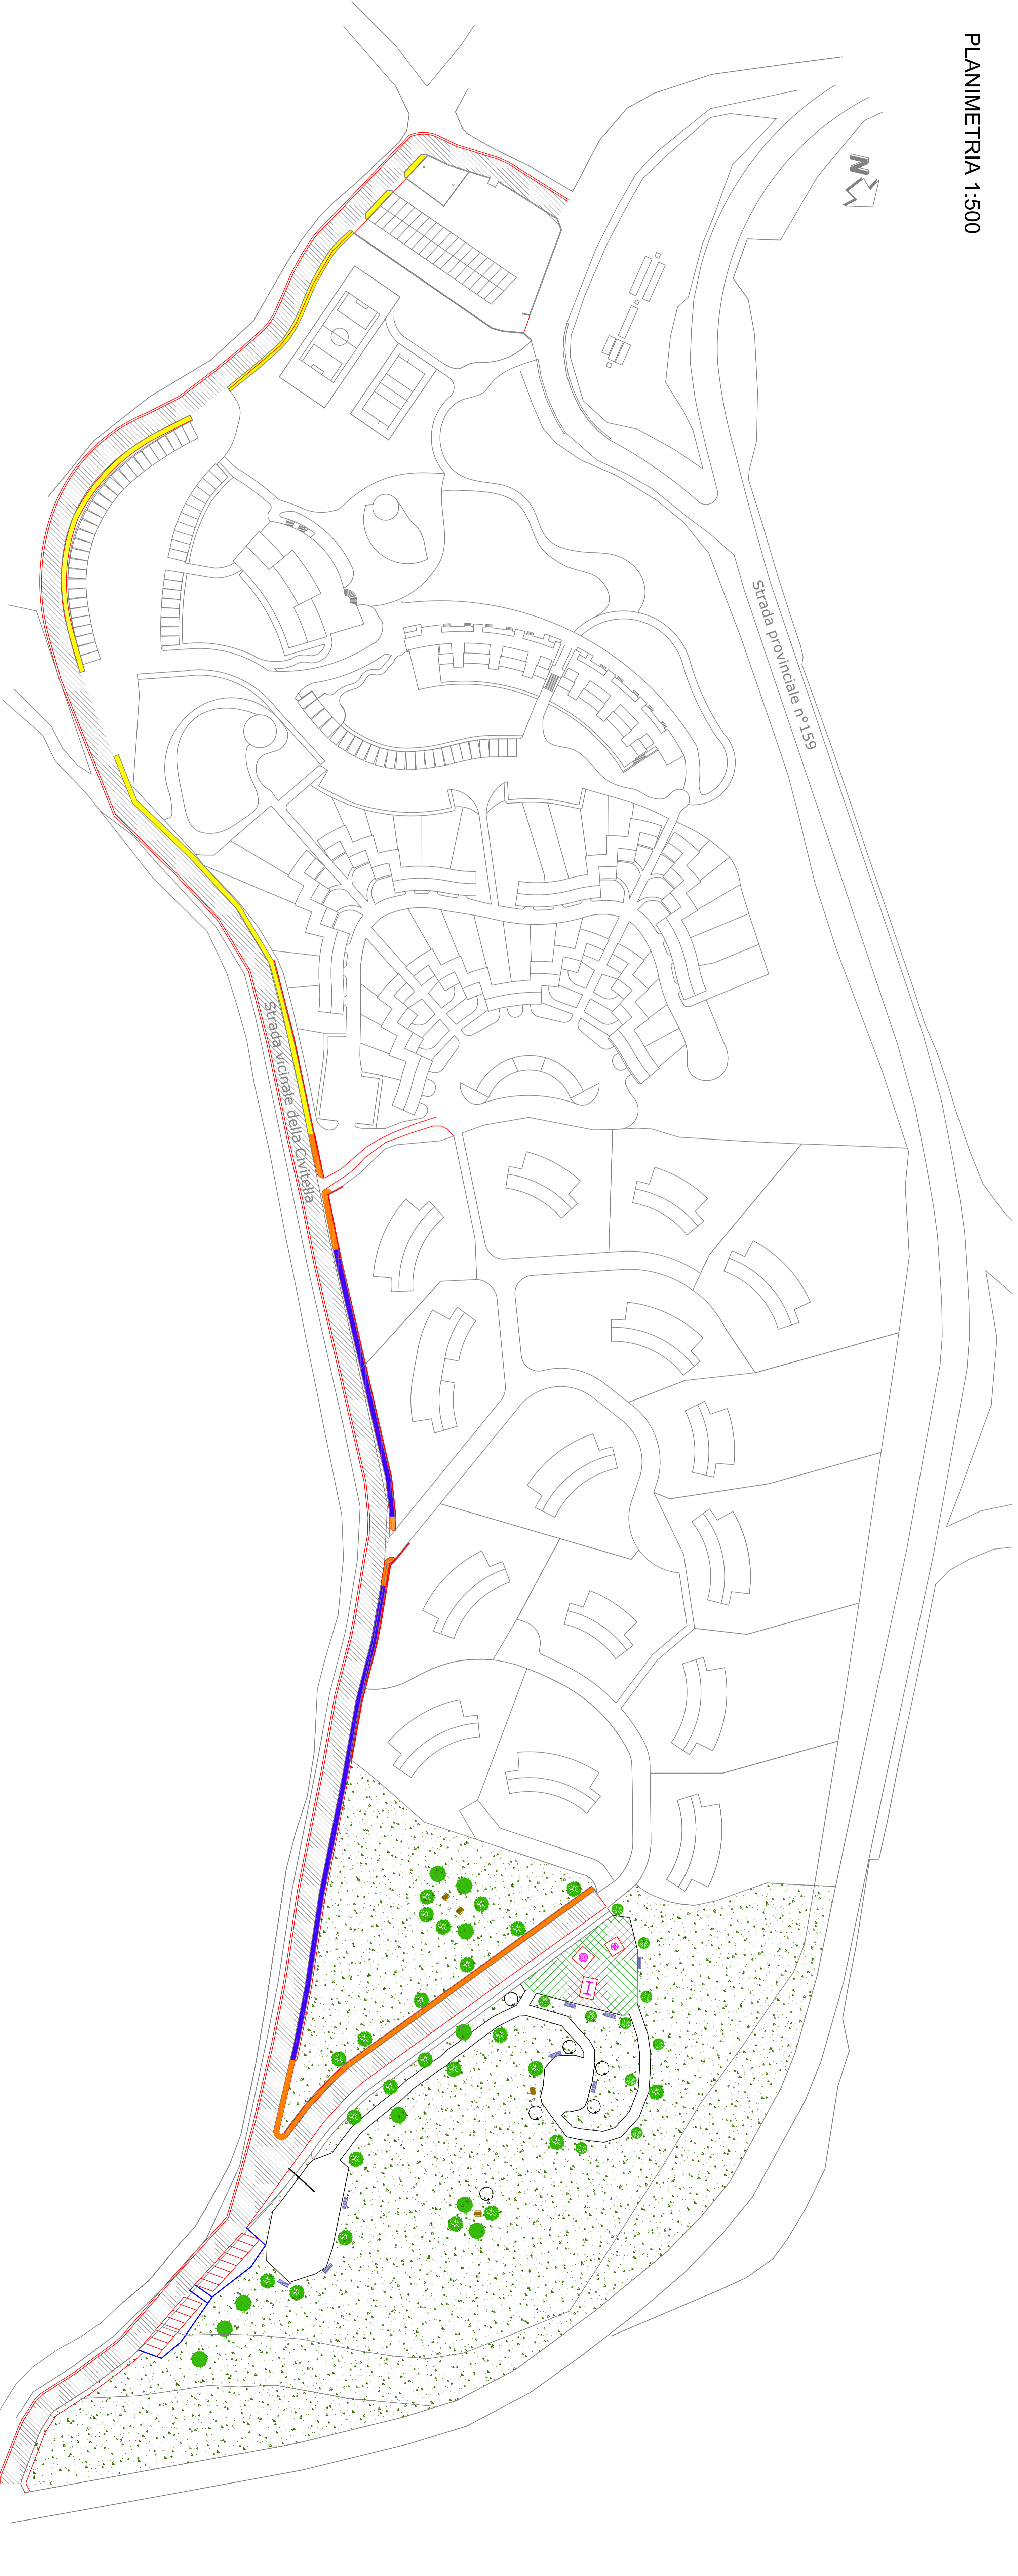 PLANIMETRIA 1:500
N
Strada provinciale n°159
Strada vicinale della Civitella